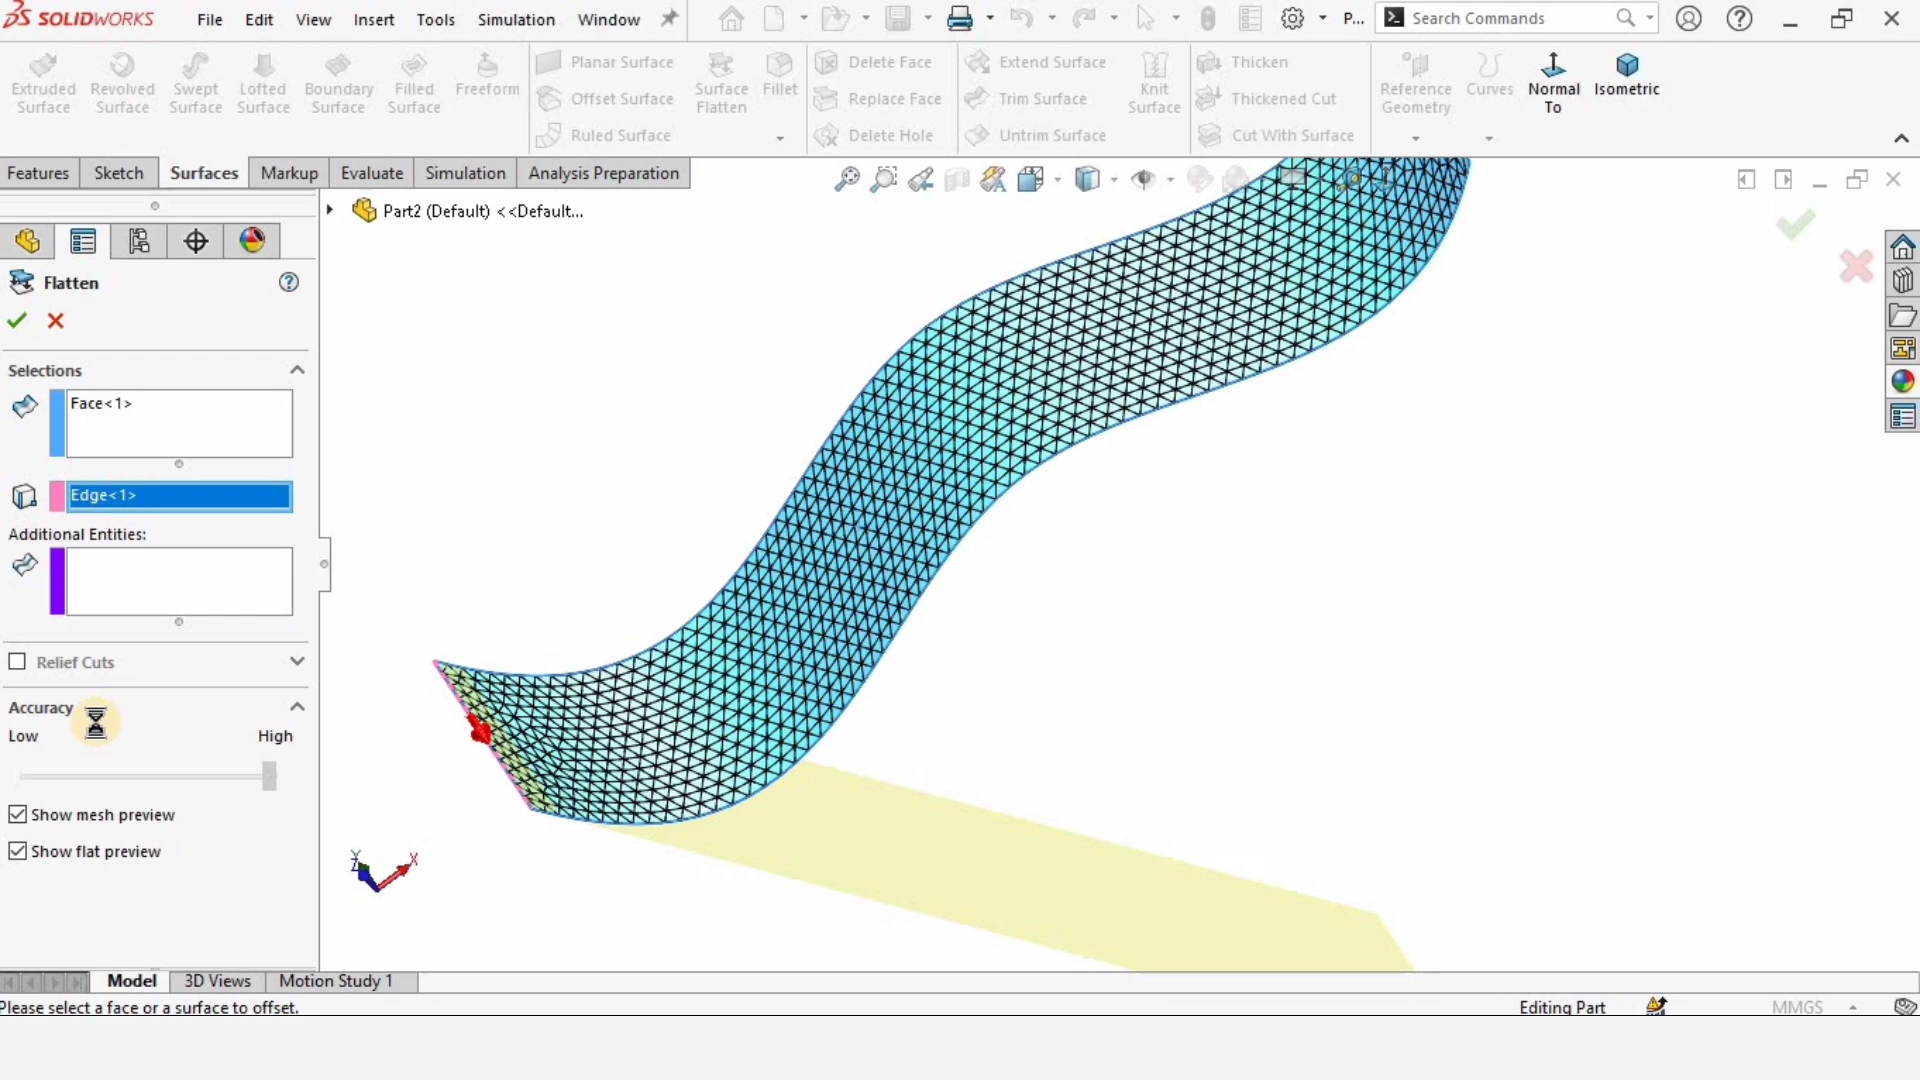 SOLIDWORKS File Edit View Insert Tools Simulation Window P... Search Commands
Extruded Surface
Revolved Surface
Swept Surface
Lofted Surface
Boundary Surface
Filled Surface
Freeform
Planar Surface
Offset Surface
Ruled Surface
Surface Flatten
Fillet
Delete Face
Replace Face
Delete Hole
Extend Surface
Trim Surface
Untrim Surface
Knit Surface
Thicken
Thickened Cut
Cut With Surface
Reference Geometry
Curves
Normal To
Isometric
Features Sketch Surfaces Markup Evaluate Simulation Analysis Preparation
Part2 (Default) <<Default...
Flatten
Selections
Face<1>
Edge<1>
Additional Entities:
Relief Cuts
Accuracy
Low High
Show mesh preview
Show flat preview
Y
Z
X
Model 3D Views Motion Study 1
Please select a face or a surface to offset.
Editing Part MMGS